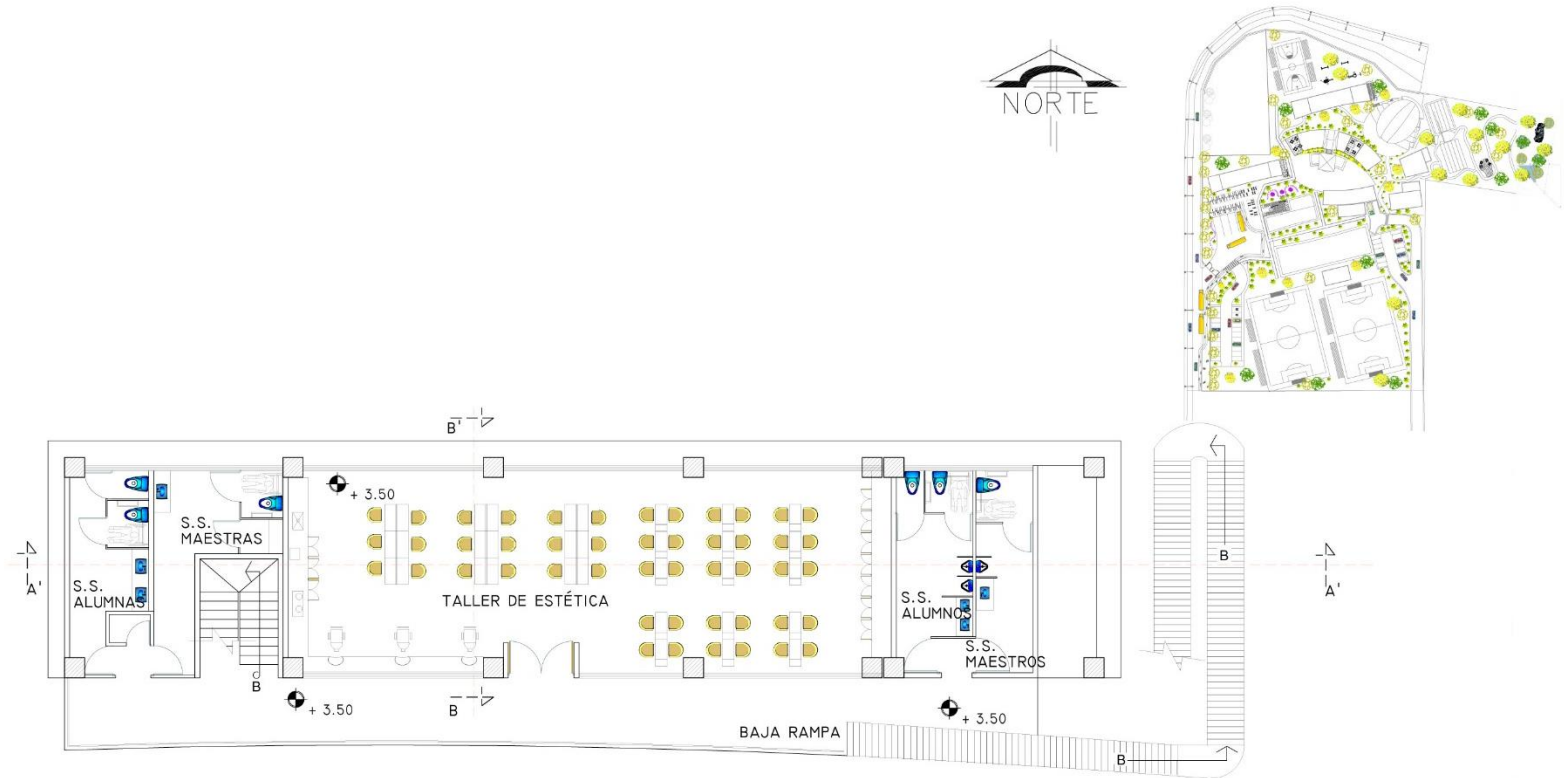 NORTE
B'
+ 3.50
S.S.
MAESTRAS
A'
S.S.
ALUMNAS
TALLER DE ESTÉTICA
S.S.
ALUMNOS
B
A'
S.S.
MAESTROS
B
B
+ 3.50
+ 3.50
BAJA RAMPA
B